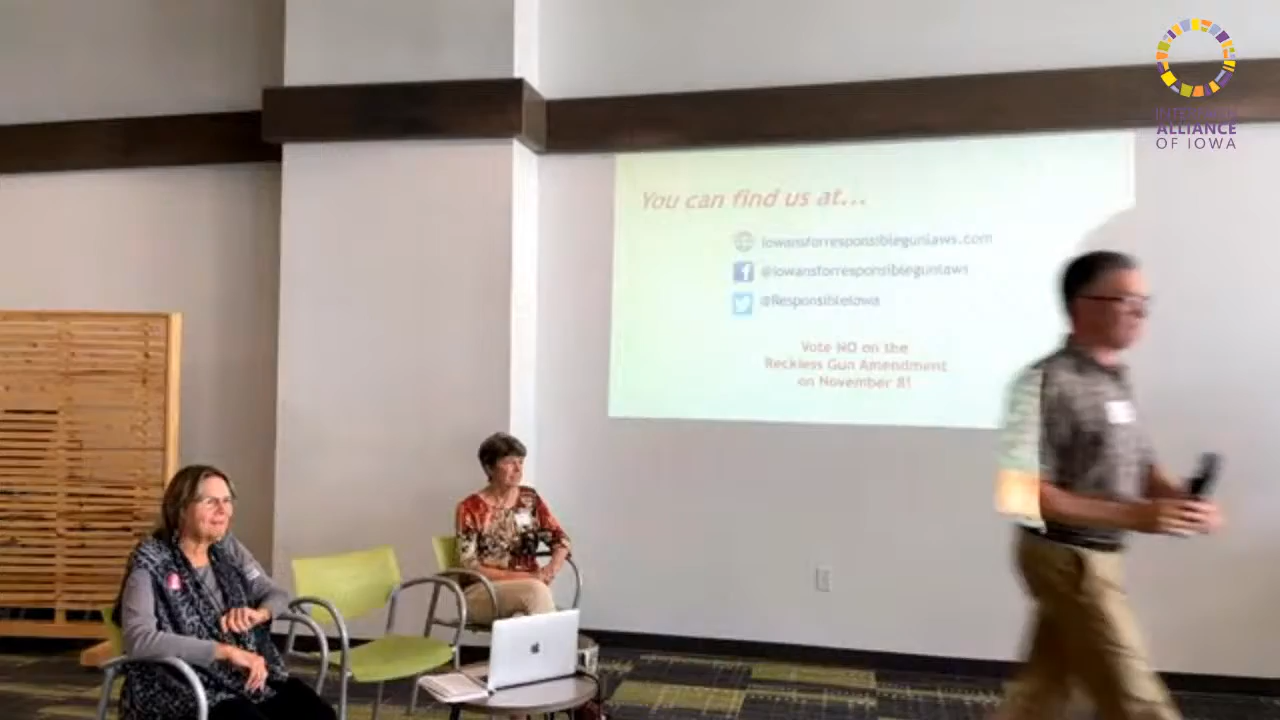 INTERFAITH
ALLIANCE
OF IOWA
You can find us at...
iowansforresponsiblegunlaws.com
@iowansforresponsiblegunlaws
@ResponsibleIowa
Vote NO on the
Reckless Gun Amendment
on November 8!